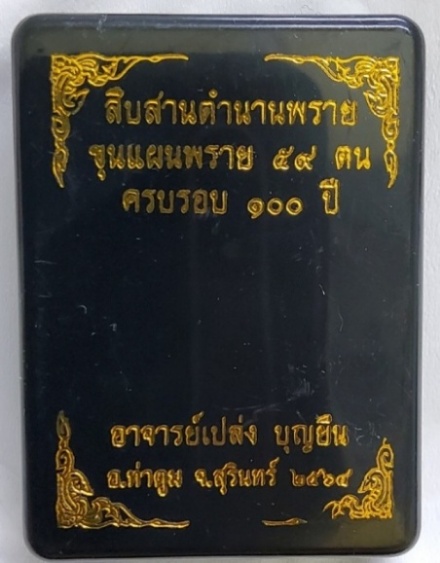 สืบสานตำนานพราย
ขุนแผนพราย ๕๙ ตน
ครบรอบ ๑๐๐ ปี
อาจารย์เปล่ง บุญยืน
อ.ท่าตูม จ.สุรินทร์ ๒๕๖๔